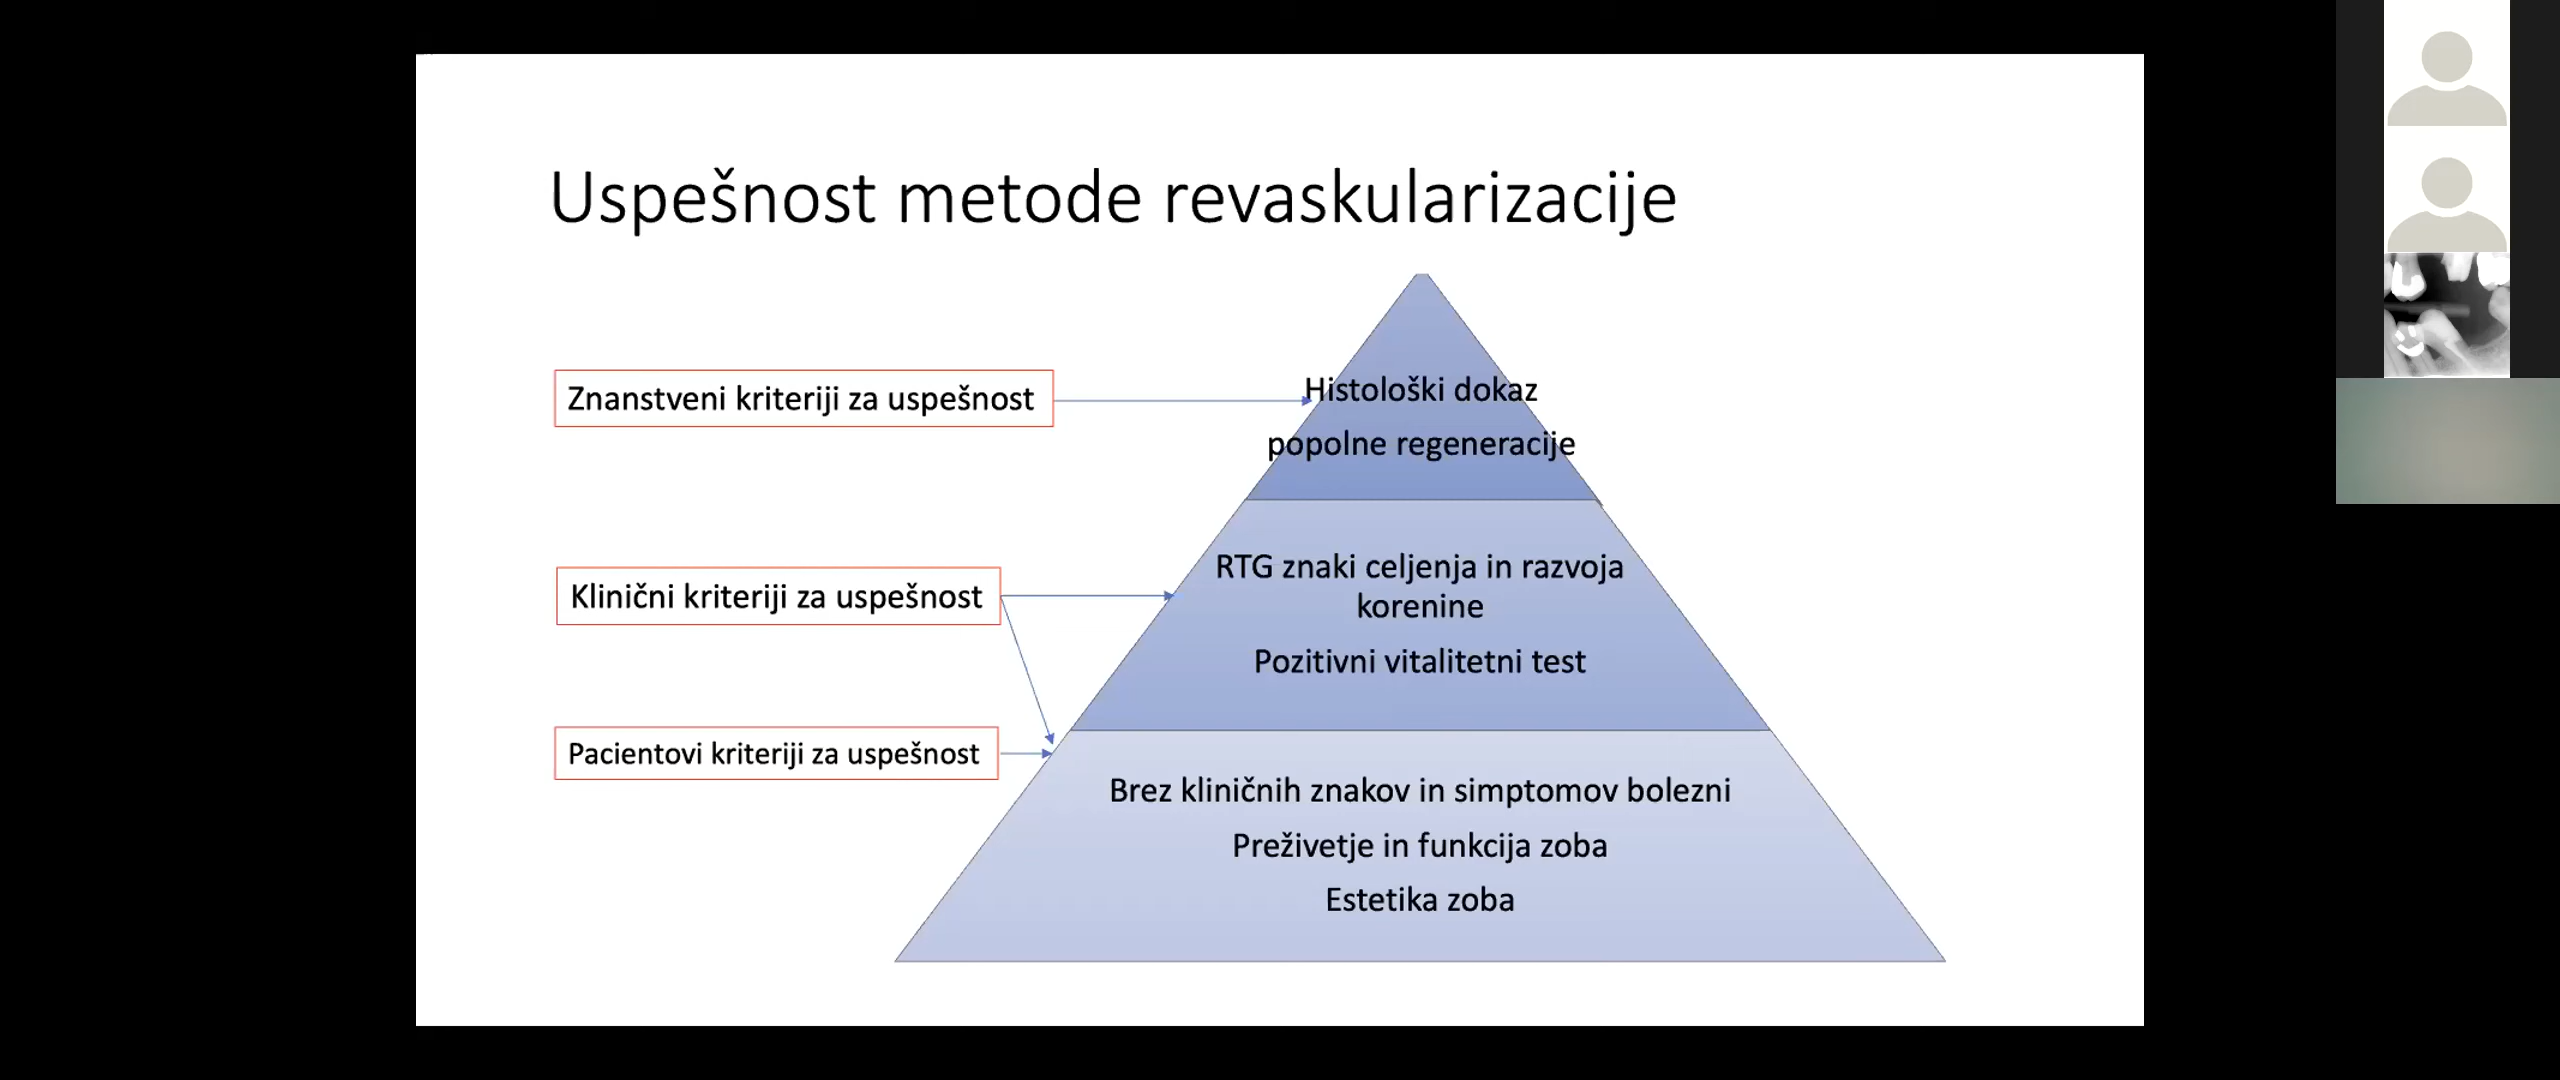 Uspešnost metode revaskularizacije
Znanstveni kriteriji za uspešnost
Histološki dokaz
popolne regeneracije
Klinični kriteriji za uspešnost
RTG znaki celjenja in razvoja
korenine
Pozitivni vitalitetni test
Pacientovi kriteriji za uspešnost
Brez kliničnih znakov in simptomov bolezni
Preživetje in funkcija zoba
Estetika zoba